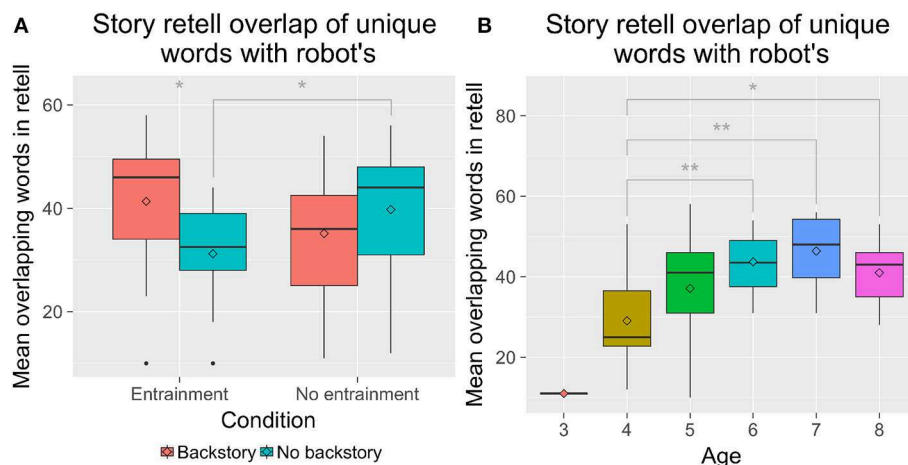 A
Story retell overlap of unique
words with robot's
Mean overlapping words in retell
60
40
20
*
*
Entrainment
No entrainment
Condition
Backstory
No backstory
B
Story retell overlap of unique
words with robot's
Mean overlapping words in retell
80
60
40
20
*
**
**
3
4
5
6
7
8
Age